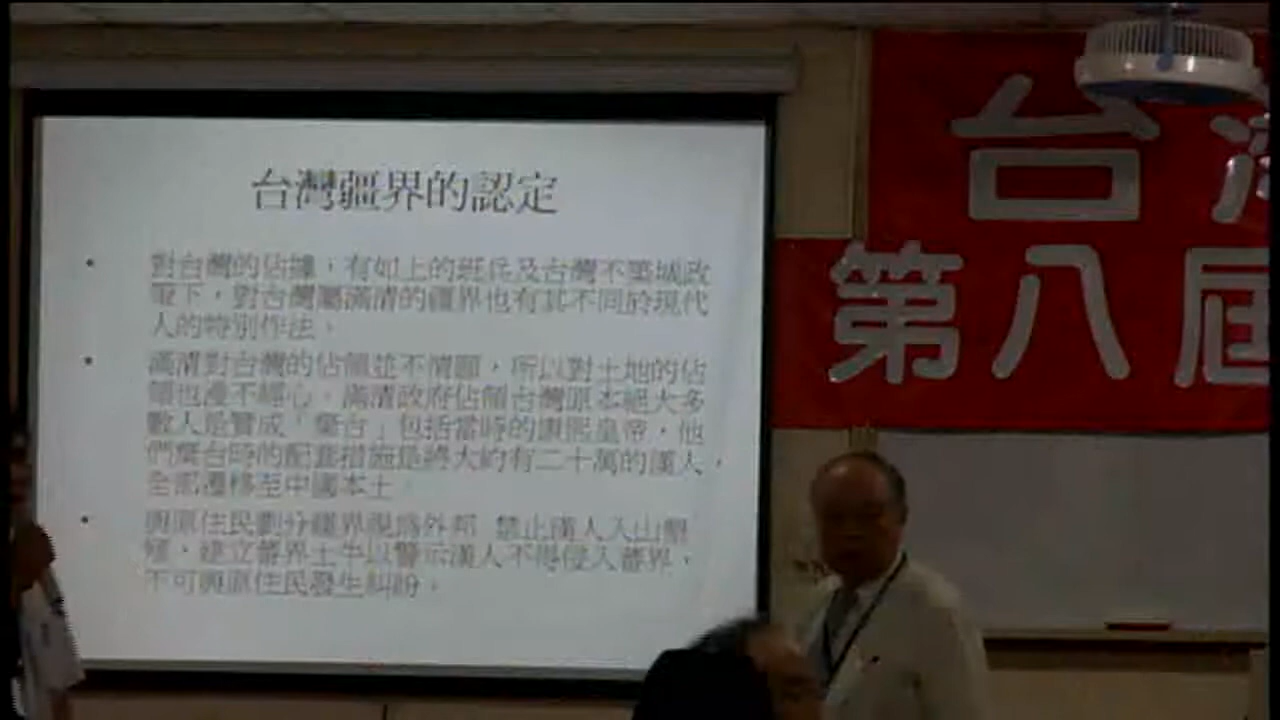 台灣疆界的認定
• 對台灣的佔據，有如上的班兵及台灣不築城政
策下，對台灣屬滿清的疆界也有其不同於現代
人的特別作法。
• 滿清對台灣的佔領並不情願，所以對土地的佔
領也漫不經心。滿清政府佔領台灣原本絕大多
數人是贊成「棄台」包括當時的康熙皇帝，他
們棄台時的配套措施是將大約有二十萬的漢人，
全部遷移至中國本土
• 與原住民劃分疆界視為外邦 禁止漢人入山墾
殖，建立蕃界土牛以警示漢人不得侵入蕃界，
不可與原住民發生糾紛。
台
第八屆